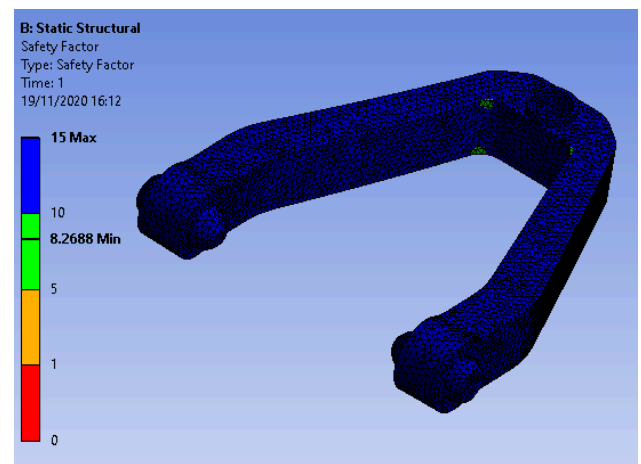 B: Static Structural
Safety Factor
Type: Safety Factor
Time: 1
19/11/2020 16:12
15 Max
10
8.2688 Min
5
1
0